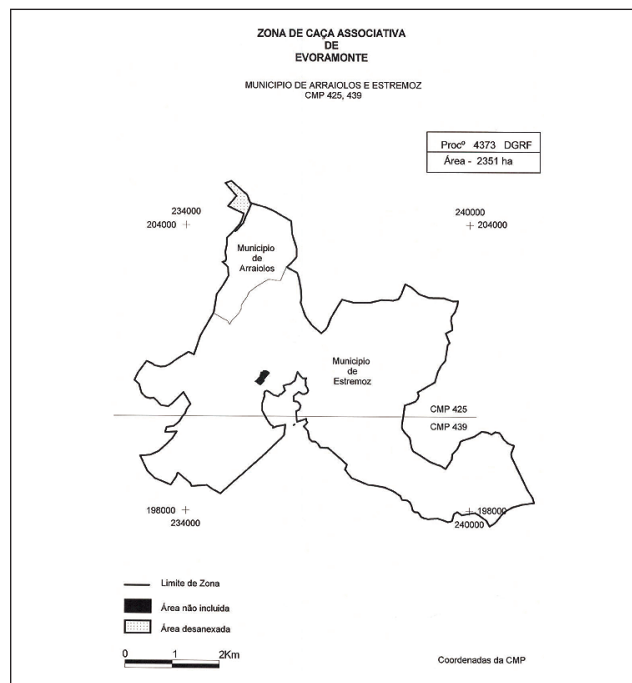 ZONA DE CAÇA ASSOCIATIVA
DE
EVORAMONTE
MUNICIPIO DE ARRAIOLOS E ESTREMOZ
CMP 425, 439
Procº 4373 DGRF
Área - 2351 ha
234000
204000
240000
204000
Municipio
de
Arraiolos
Municipio
de
Estremoz
CMP 425
CMP 439
198000
234000
198000
240000
Limite de Zona
Área não incluida
Área desanexada
0 1 2Km
Coordenadas da CMP